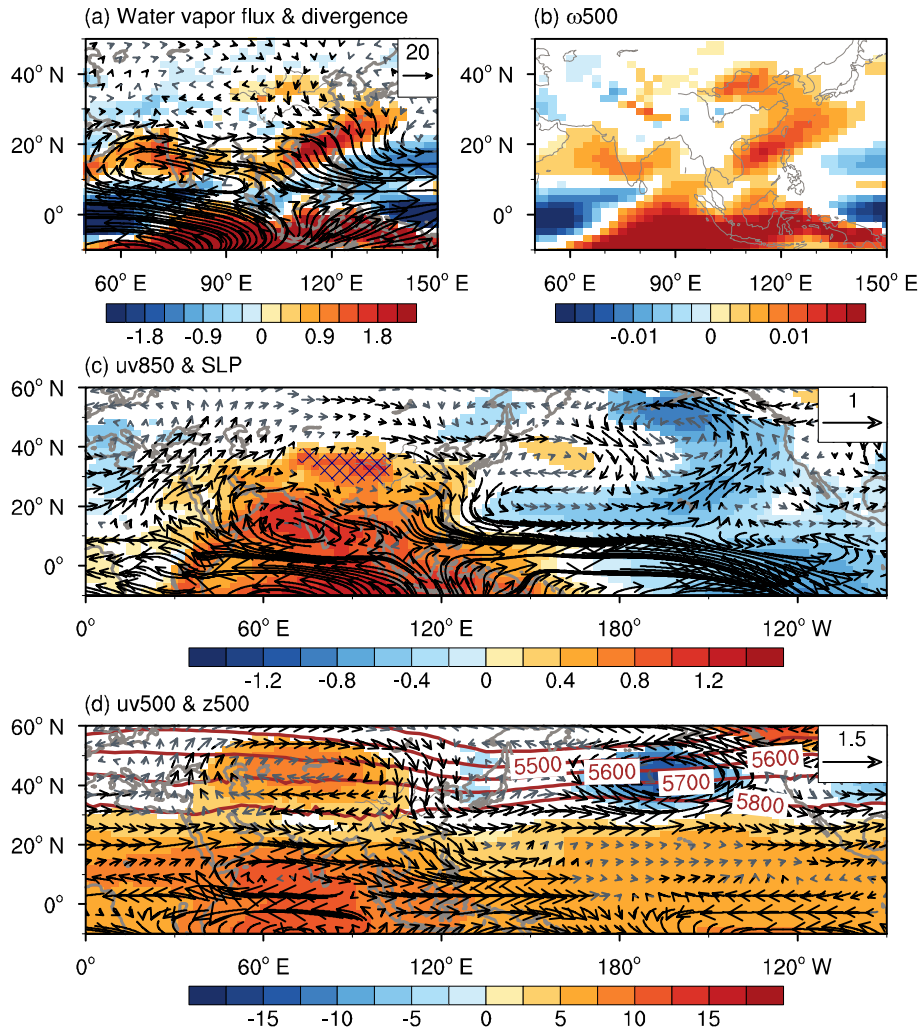 (a) Water vapor flux & divergence
(b) ω500
20
40° N
20° N
0°
60° E
90° E
120° E
150° E
-1.8
-0.9
0
0.9
1.8
40° N
20° N
0°
60° E
90° E
120° E
150° E
-0.01
0
0.01
(c) uv850 & SLP
1
60° N
40° N
20° N
0°
0°
60° E
120° E
180°
120° W
-1.2
-0.8
-0.4
0
0.4
0.8
1.2
(d) uv500 & z500
1.5
60° N
40° N
20° N
0°
5500
5600
5700
5600
5800
0°
60° E
120° E
180°
120° W
-15
-10
-5
0
5
10
15